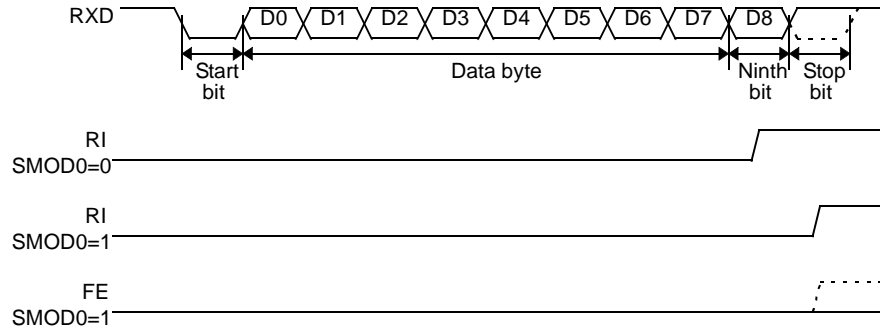 RXD D0 D1 D2 D3 D4 D5 D6 D7 D8
Start bit Data byte Ninth bit Stop bit
RI
SMOD0=0
RI
SMOD0=1
FE
SMOD0=1